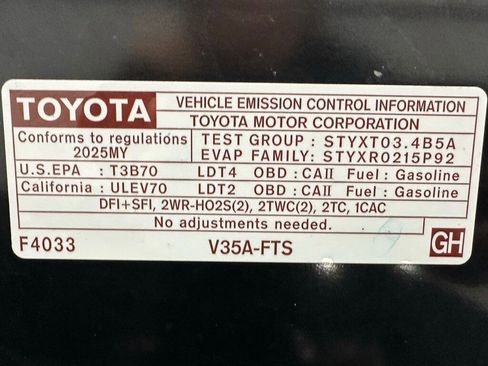 TOYOTA VEHICLE EMISSION CONTROL INFORMATION
TOYOTA MOTOR CORPORATION
Conforms to regulations 2025MY
TEST GROUP : STYXT03.4B5A
EVAP FAMILY: STYXR0215P92
U.S.EPA : T3B70 LDT4 OBD : CAII Fuel : Gasoline
California : ULEV70 LDT2 OBD : CAII Fuel : Gasoline
DFI+SFI, 2WR-HO2S(2), 2TWC(2), 2TC, 1CAC
No adjustments needed.
F4033 V35A-FTS GH